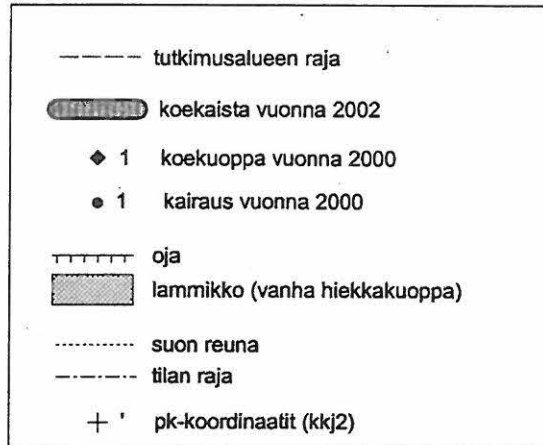 tutkimusalueen raja
koekaista vuonna 2002
1 koekuoppa vuonna 2000
1 kairaus vuonna 2000
oja
lammikko (vanha hiekkakuoppa)
suon reuna
tilan raja
pk-koordinaatit (kkj2)